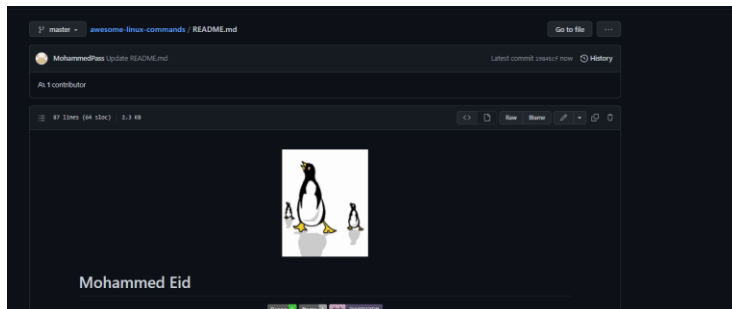 master awesome-linux-commands / README.md Go to file ...
MohammedPass Update README.md Latest commit now History
1 contributor
87 lines (64 sloc) 2.3 KB <> Raw Blame
Mohammed Eid